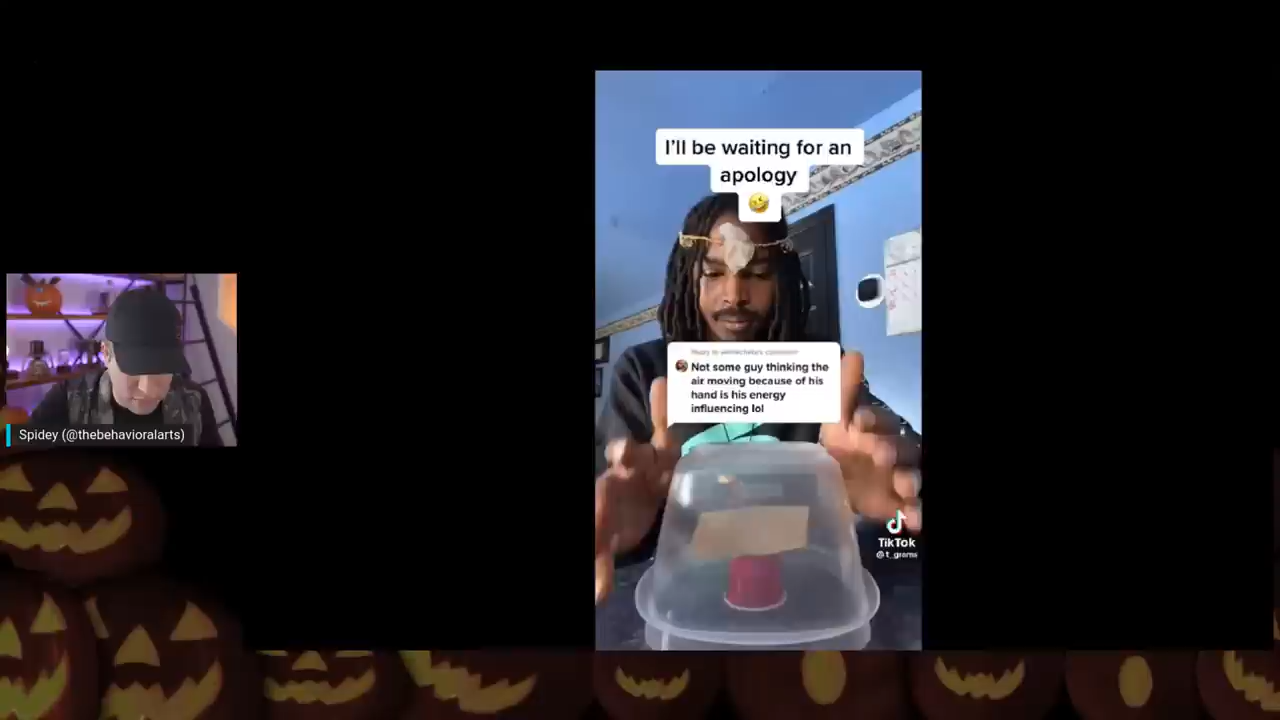 I'll be waiting for an
apology
Not some guy thinking the
air moving because of his
hand is his energy
influencing lol
Spidey (@thebehavioralarts)
TikTok
@t_grams